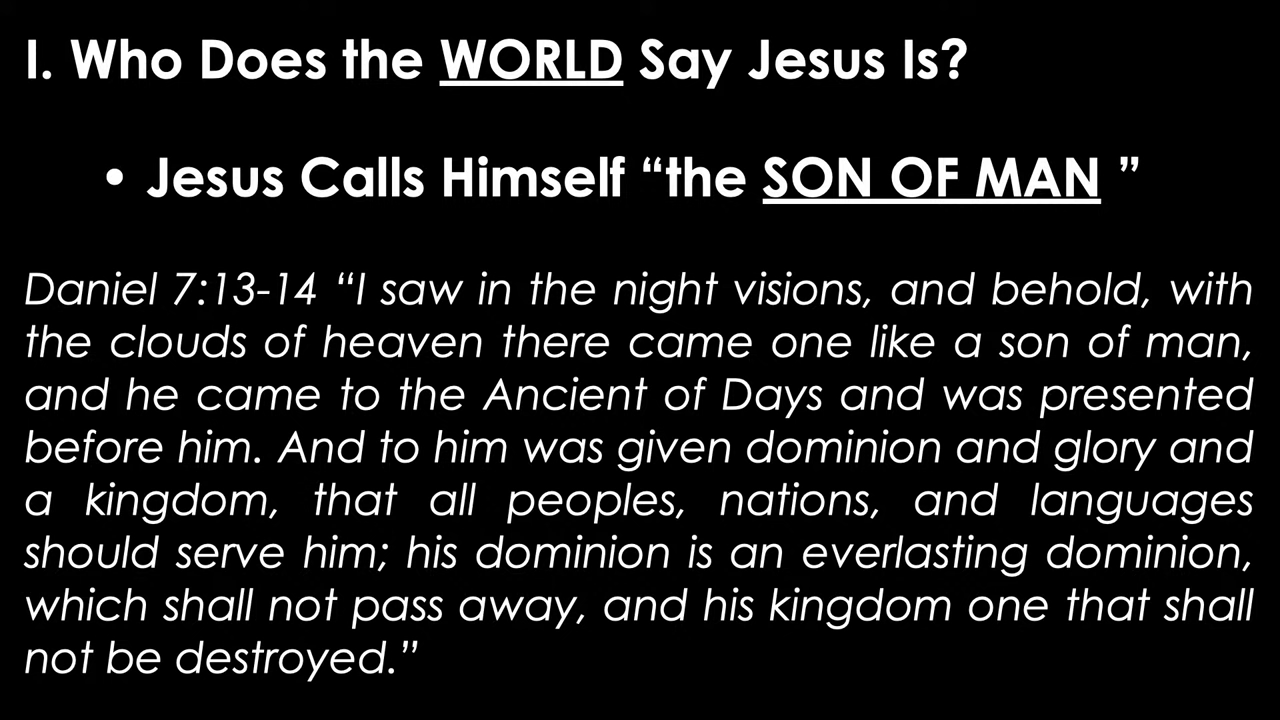 I. Who Does the WORLD Say Jesus Is?
• Jesus Calls Himself “the SON OF MAN ”
Daniel 7:13-14 “I saw in the night visions, and behold, with
the clouds of heaven there came one like a son of man,
and he came to the Ancient of Days and was presented
before him. And to him was given dominion and glory and
a kingdom, that all peoples, nations, and languages
should serve him; his dominion is an everlasting dominion,
which shall not pass away, and his kingdom one that shall
not be destroyed.”